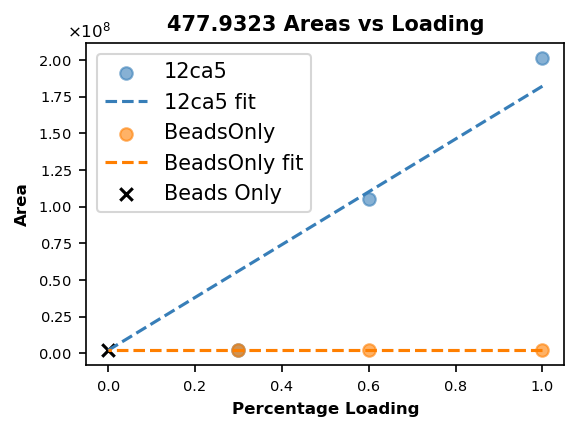 477.9323 Areas vs Loading
×10⁸
2.00
1.75
1.50
1.25
1.00
0.75
0.50
0.25
0.00
Area
12ca5
12ca5 fit
BeadsOnly
BeadsOnly fit
Beads Only
0.0 0.2 0.4 0.6 0.8 1.0
Percentage Loading